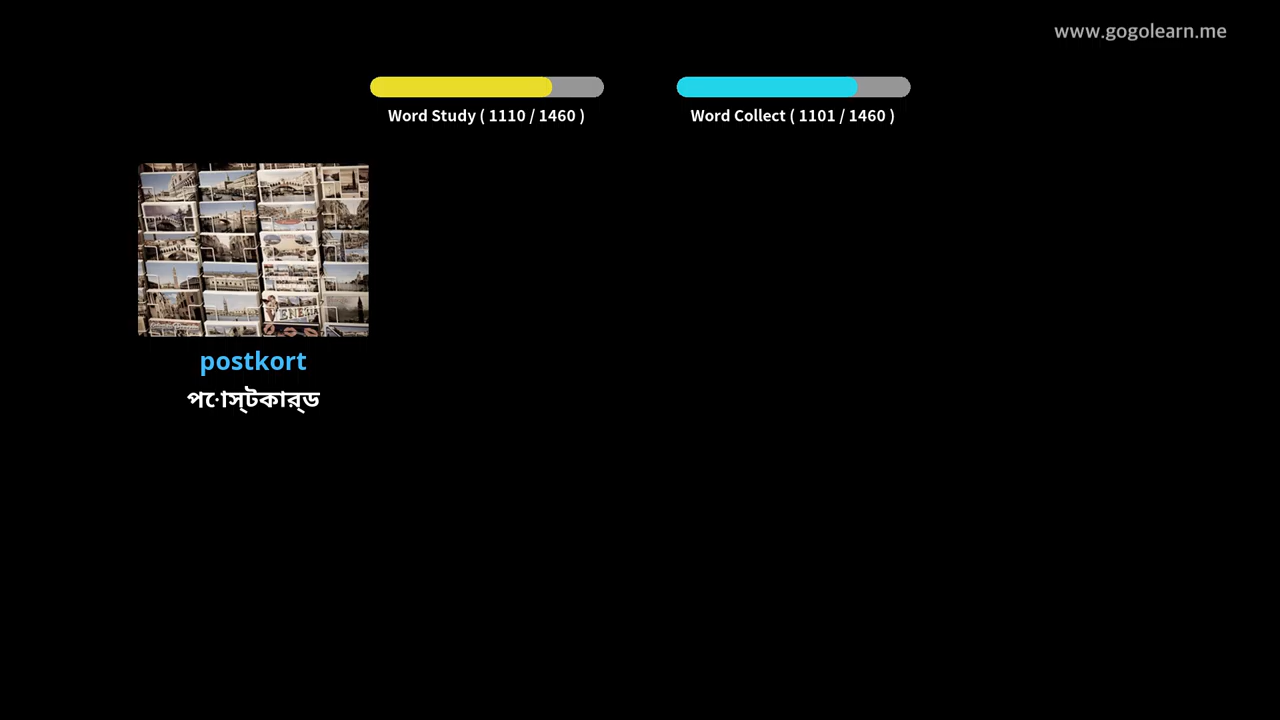 www.gogolearn.me
Word Study ( 1110 / 1460 )
Word Collect ( 1101 / 1460 )
postkort
পোস্টকার্ড